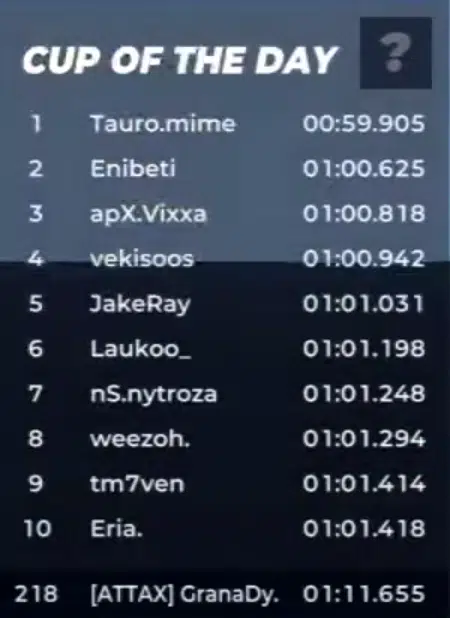 CUP OF THE DAY ?
1 Tauro.mime 00:59.905
2 Enibeti 01:00.625
3 apX.Vixxa 01:00.818
4 vekisoos 01:00.942
5 JakeRay 01:01.031
6 Laukoo_ 01:01.198
7 nS.nytroza 01:01.248
8 weezoh. 01:01.294
9 tm7ven 01:01.414
10 Eria. 01:01.418
218 [ATTAX] GranaDy. 01:11.655